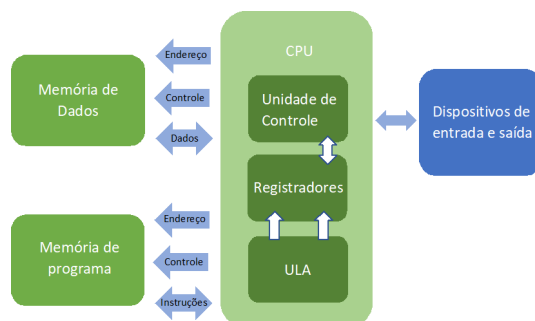 CPU
Memória de
Dados
Endereço
Controle
Dados
Unidade de
Controle
Registradores
ULA
Dispositivos de
entrada e saída
Memória de
programa
Endereço
Controle
Instruções